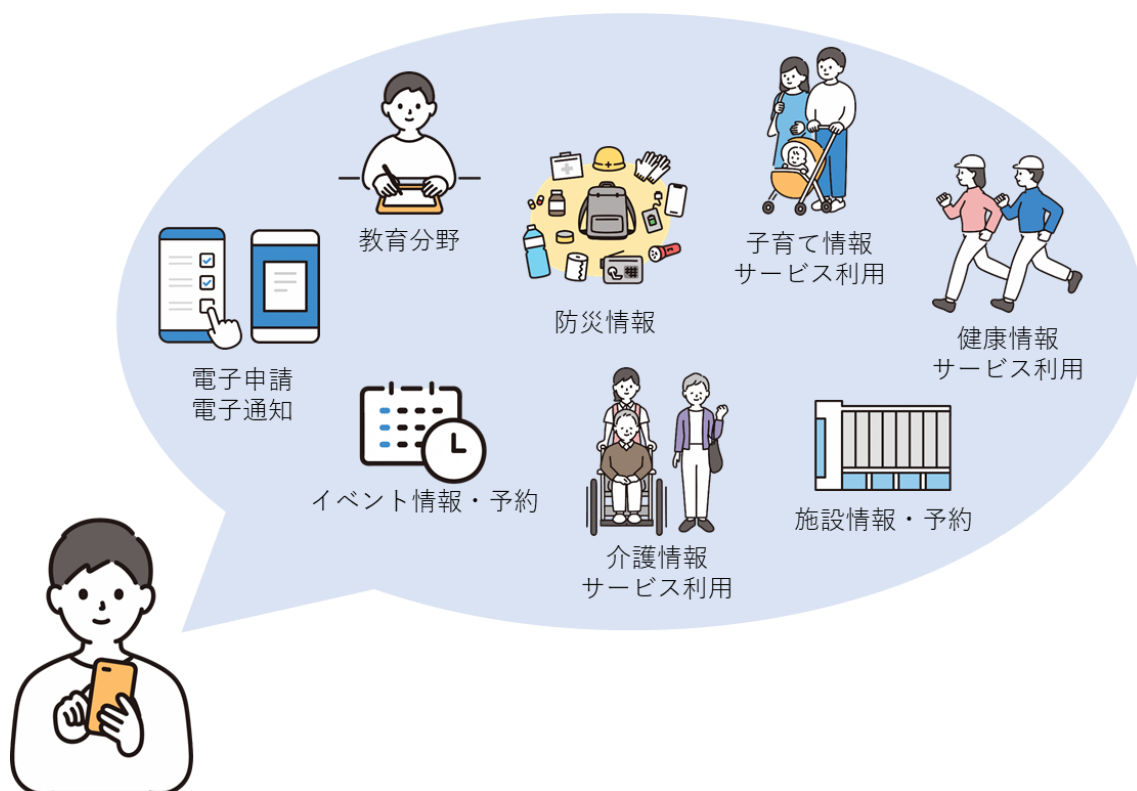 教育分野
防災情報
子育て情報
サービス利用
健康情報
サービス利用
電子申請
電子通知
イベント情報・予約
介護情報
サービス利用
施設情報・予約